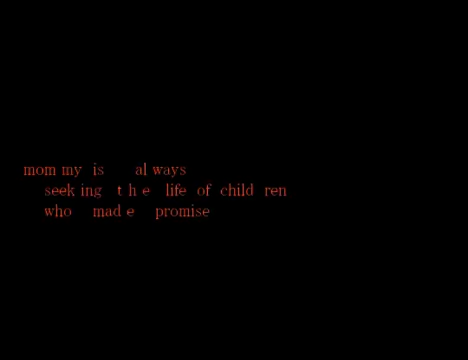 mom my is al ways
seek ing t h e life of child ren
who mad e promise